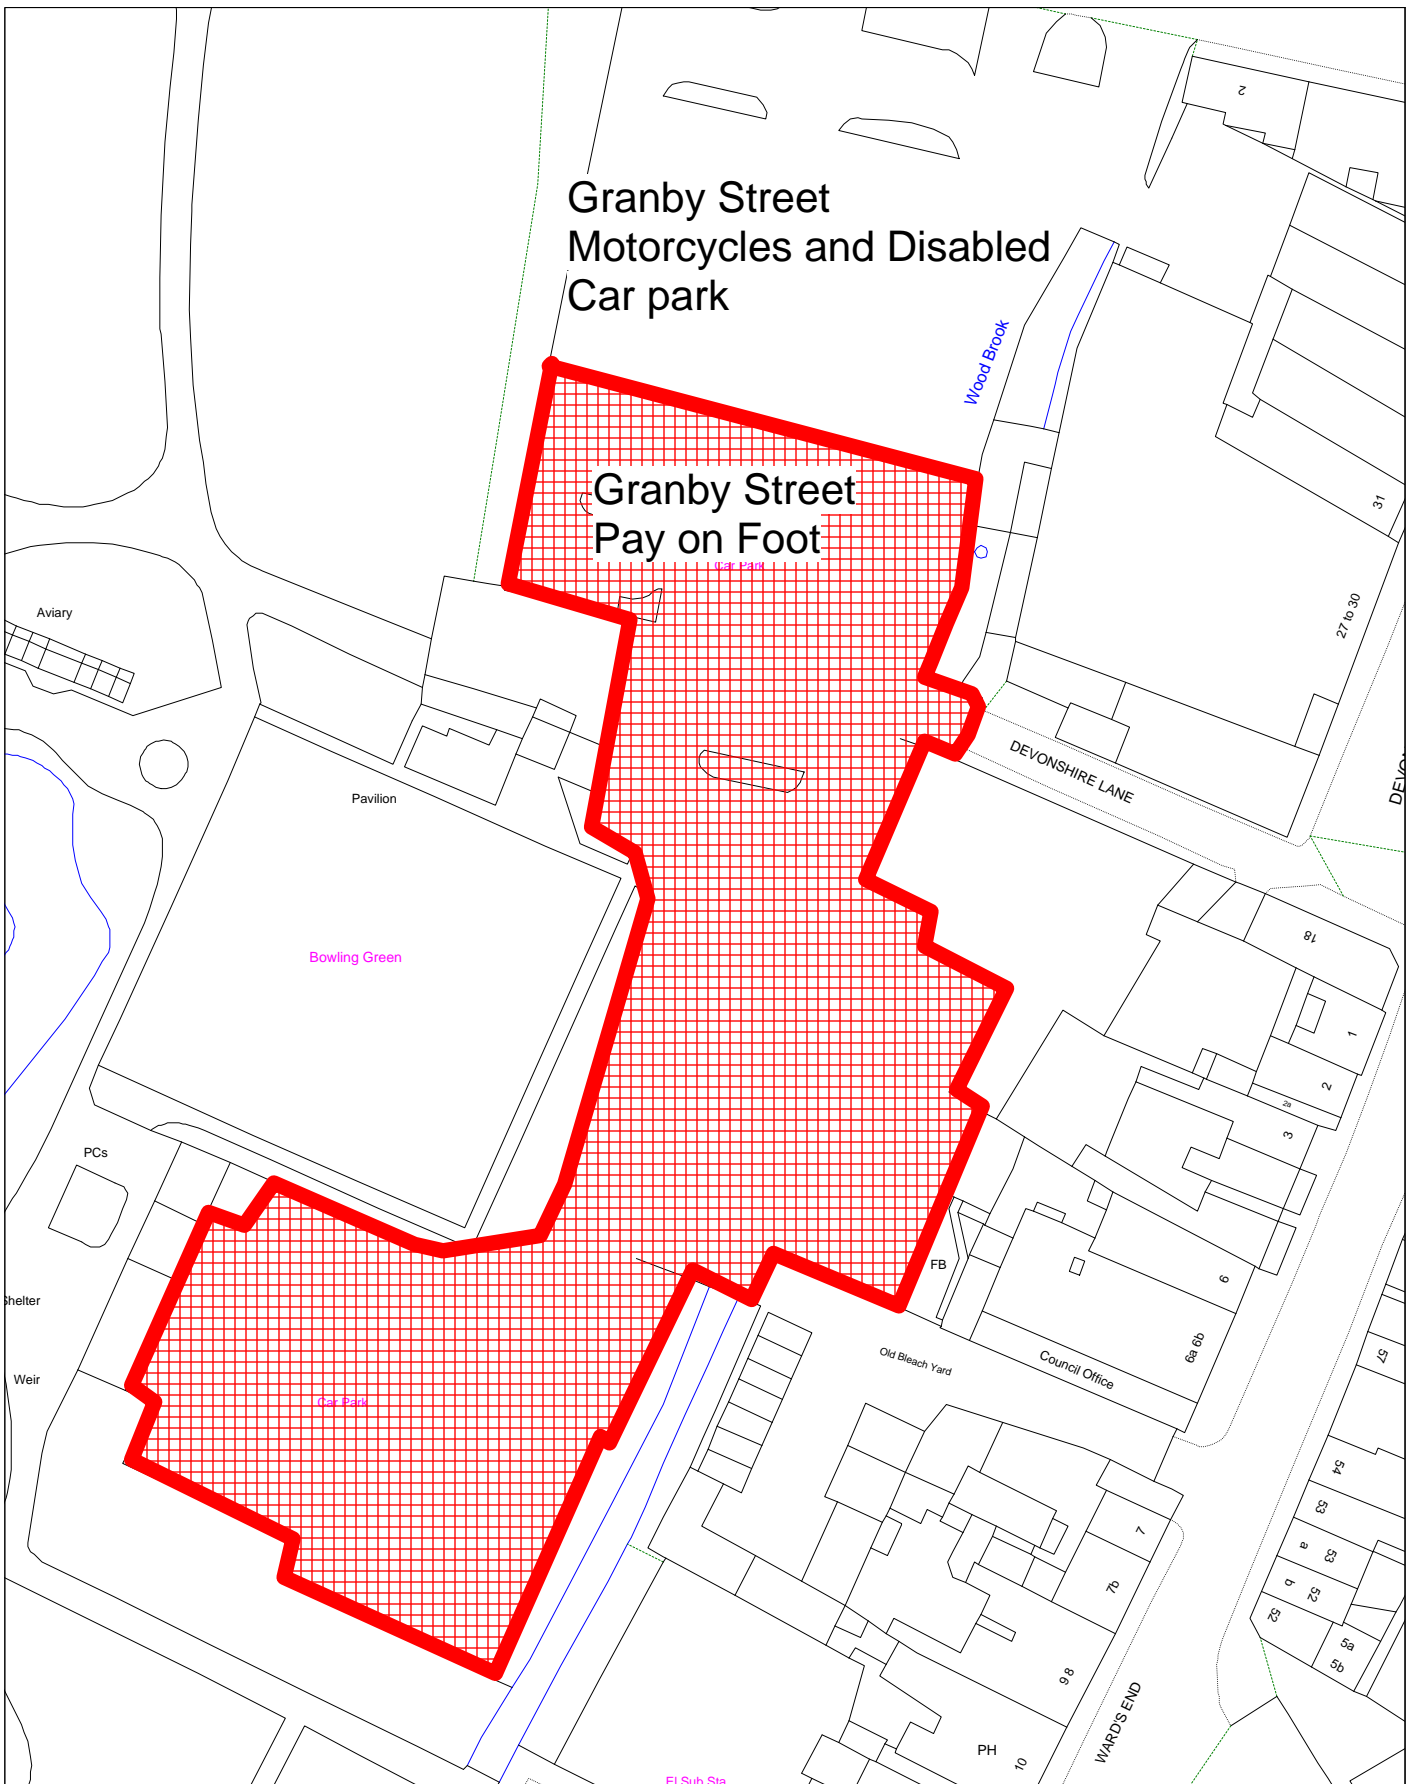 2
Granby Street
Motorcycles and Disabled
Car park
Wood Brook
Granby Street
Pay on Foot
Car Park
31
27 to 30
Aviary
DEVONSHIRE LANE
Pavilion
18
Bowling Green
1
2
2a
3
PCs
FB
6
Shelter
6a 6b
Old Bleach Yard
Council Office
57
Weir
Car Park
54
53
7
53
a
52
b
7b
52
5a
5b
9 8
WARD'S END
PH
10
El Sub Sta